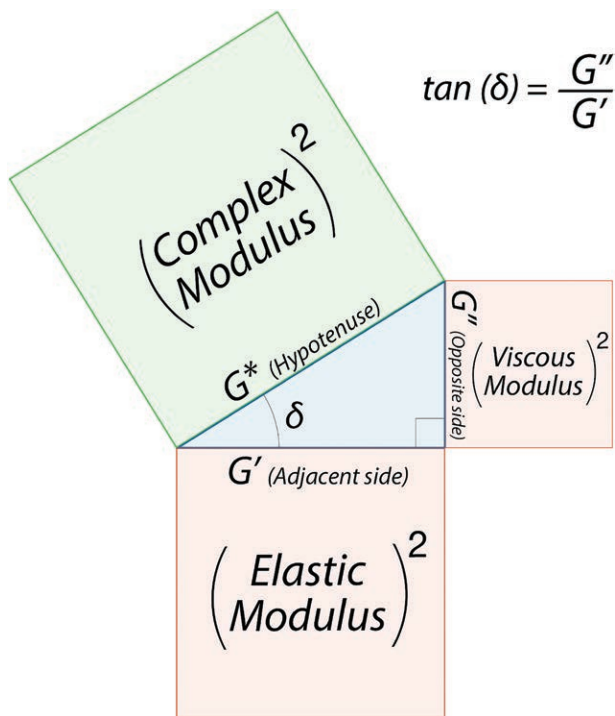 tan (δ) = G″
G′
(Complex
Modulus)²
G* (Hypotenuse)
G″ (Opposite side)
(Viscous
Modulus)²
δ
G′ (Adjacent side)
(Elastic
Modulus)²